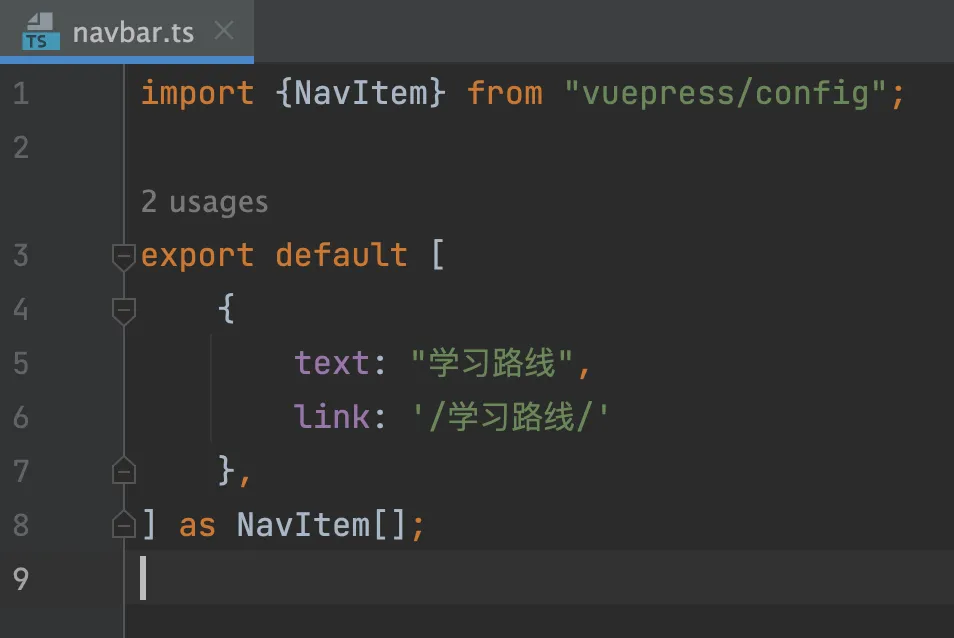 TS navbar.ts
1 import {NavItem} from "vuepress/config";
2
2 usages
3 export default [
4 {
5 text: "学习路线",
6 link: '/学习路线/'
7 },
8 ] as NavItem[];
9